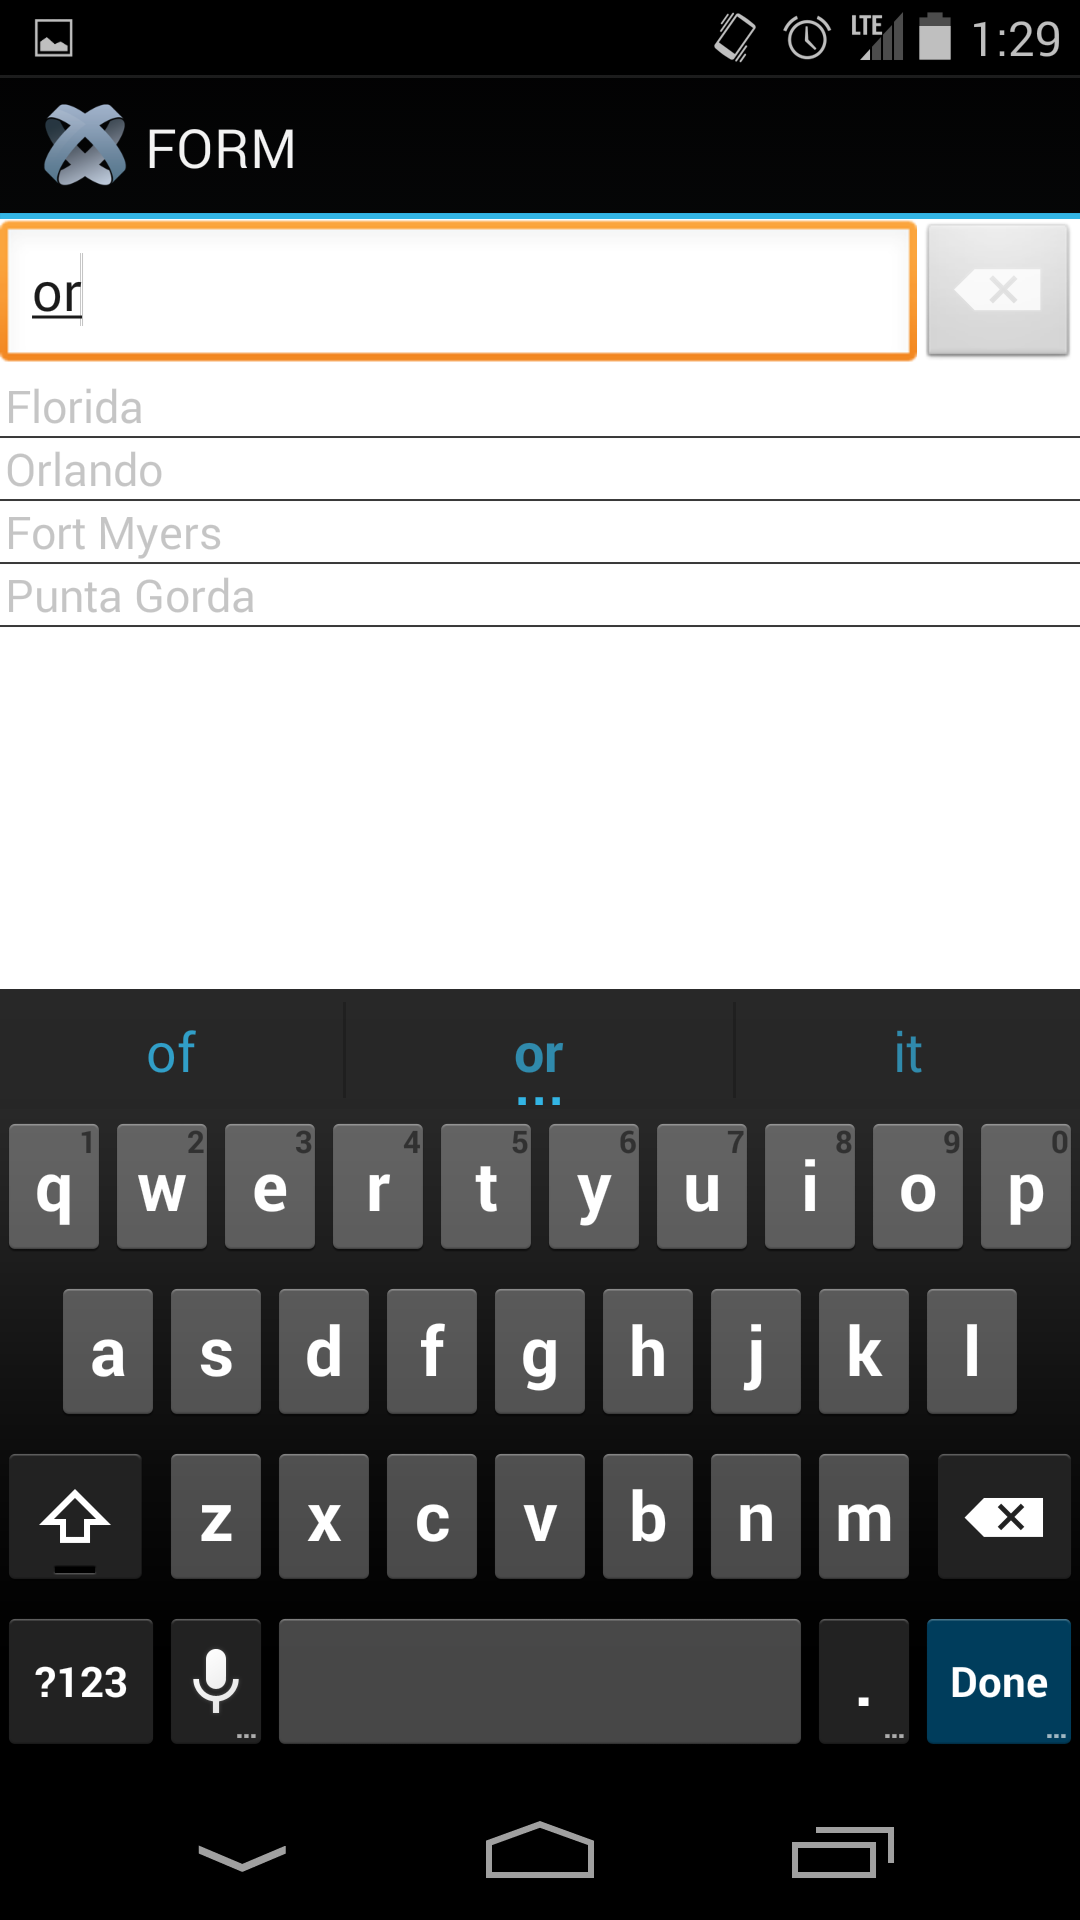 LTE 1:29
FORM
or
Florida
Orlando
Fort Myers
Punta Gorda
of or it
1 2 3 4 5 6 7 8 9 0
q w e r t y u i o p
a s d f g h j k l
z x c v b n m
?123 . Done